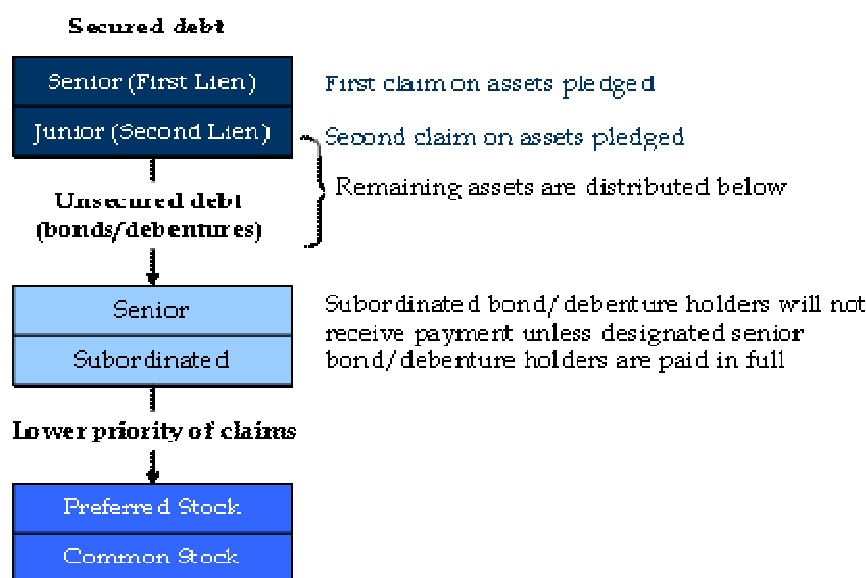 Secured debt
Senior (First Lien)
First claim on assets pledged
Junior (Second Lien)
Second claim on assets pledged
Remaining assets are distributed below
Unsecured debt
(bonds/debentures)
Senior
Subordinated
Subordinated bond/debenture holders will not
receive payment unless designated senior
bond/debenture holders are paid in full
Lower priority of claims
Preferred Stock
Common Stock